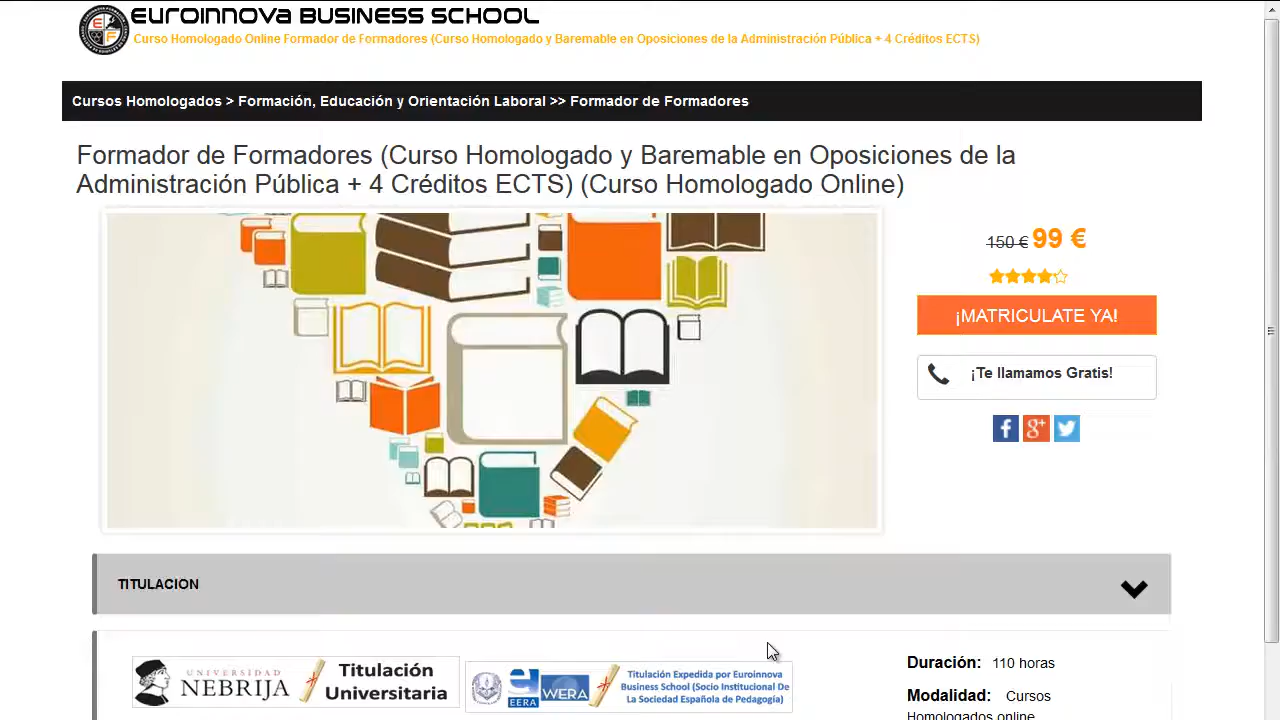 EUROINNOVA BUSINESS SCHOOL
Curso Homologado Online Formador de Formadores (Curso Homologado y Baremable en Oposiciones de la Administración Pública + 4 Créditos ECTS)
Cursos Homologados > Formación, Educación y Orientación Laboral >> Formador de Formadores
Formador de Formadores (Curso Homologado y Baremable en Oposiciones de la
Administración Pública + 4 Créditos ECTS) (Curso Homologado Online)
150 € 99 €
¡MATRICULATE YA!
¡Te llamamos Gratis!
TITULACION
UNIVERSIDAD
NEBRIJA
Titulación
Universitaria
EERA
WERA
Titulación Expedida por Euroinnova
Business School (Socio Institucional De
La Sociedad Española de Pedagogía)
Duración: 110 horas
Modalidad: Cursos
Homologados online